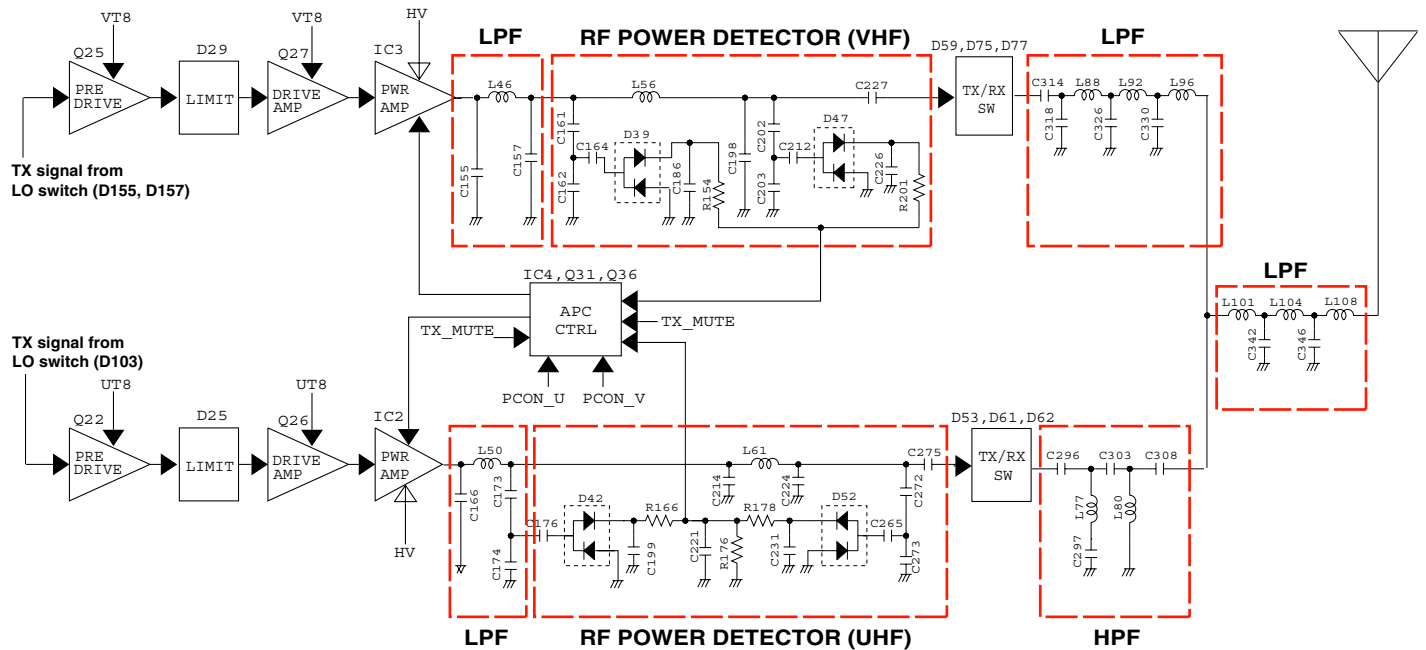 VT8
VT8
HV
Q25
D29
Q27
IC3
LPF
RF POWER DETECTOR (VHF)
D59,D75,D77
LPF
PRE
DRIVE
LIMIT
DRIVE
AMP
PWR
AMP
L46
L56
C227
TX/RX
SW
C314
L88
L92
L96
C155
C157
C161
C162
C164
D39
C186
R154
C198
C202
C203
C212
D47
C226
R201
C318
C326
C330
TX signal from
LO switch (D155, D157)
IC4,Q31,Q36
APC
CTRL
TX_MUTE
TX_MUTE
PCON_U
PCON_V
LPF
L101
L104
L108
C342
C346
TX signal from
LO switch (D103)
UT8
UT8
Q22
D25
Q26
IC2
PRE
DRIVE
LIMIT
DRIVE
AMP
PWR
AMP
HV
L50
L61
C275
D53,D61,D62
TX/RX
SW
C296
C303
C308
C166
C173
C174
C176
D42
C199
R166
C221
R176
R178
C231
C214
C224
D52
C265
C272
C273
L77
L80
C297
LPF
RF POWER DETECTOR (UHF)
HPF